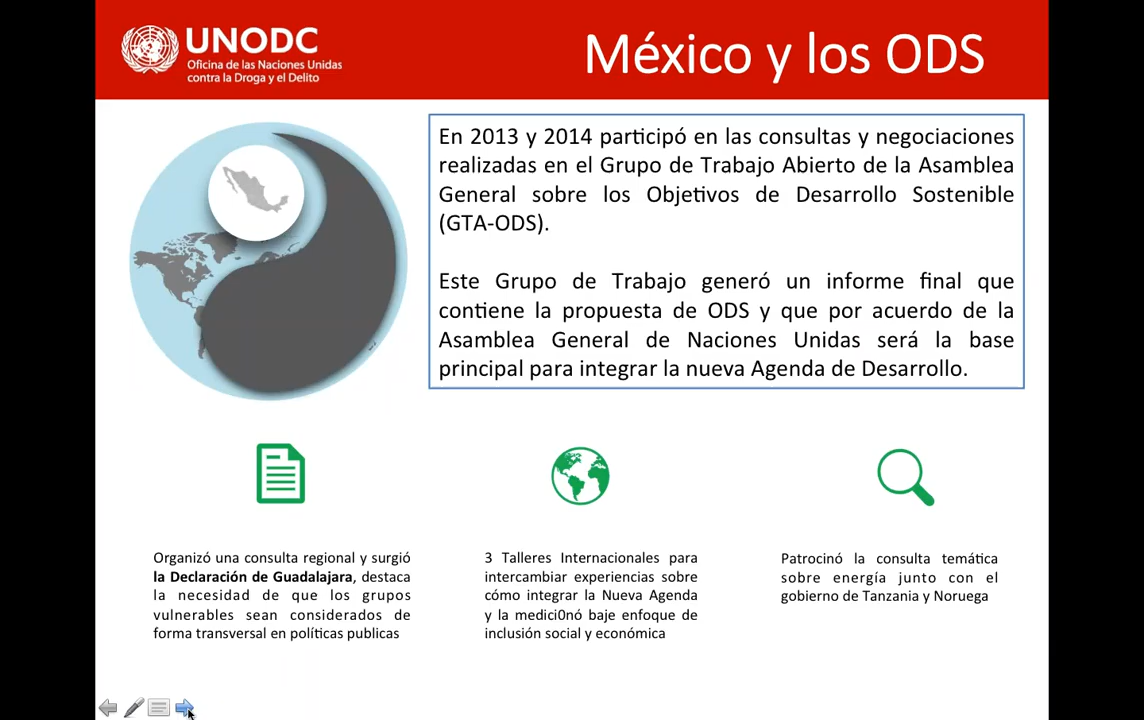 UNODC
Oficina de las Naciones Unidas
contra la Droga y el Delito
México y los ODS
En 2013 y 2014 participó en las consultas y negociaciones
realizadas en el Grupo de Trabajo Abierto de la Asamblea
General sobre los Objetivos de Desarrollo Sostenible
(GTA-ODS).
Este Grupo de Trabajo generó un informe final que
contiene la propuesta de ODS y que por acuerdo de la
Asamblea General de Naciones Unidas será la base
principal para integrar la nueva Agenda de Desarrollo.
Organizó una consulta regional y surgió
la Declaración de Guadalajara, destaca
la necesidad de que los grupos
vulnerables sean considerados de
forma transversal en políticas publicas
3 Talleres Internacionales para
intercambiar experiencias sobre
cómo integrar la Nueva Agenda
y la medici0nó baje enfoque de
inclusión social y económica
Patrocinó la consulta temática
sobre energía junto con el
gobierno de Tanzania y Noruega